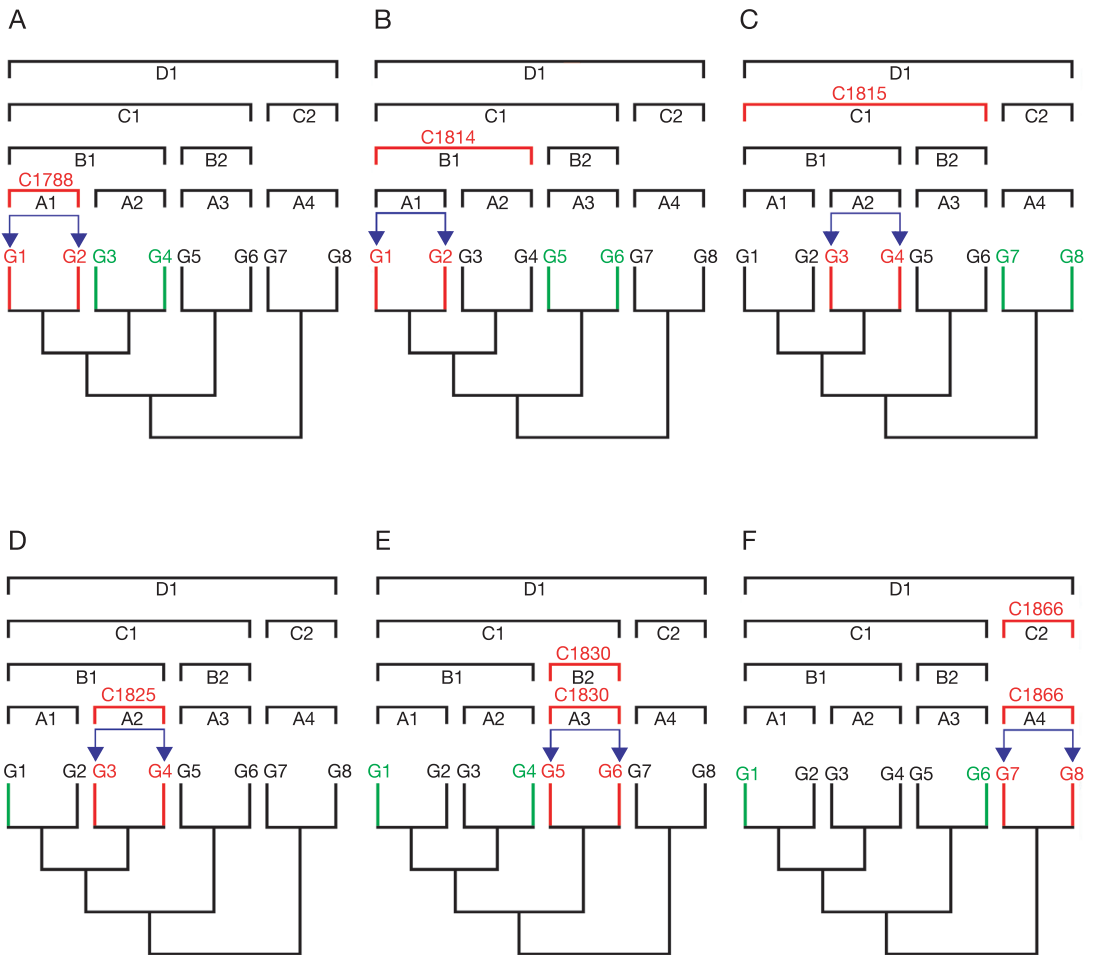 A B C
D1 D1 D1
C1815
C1 C2 C1 C2 C1 C2
C1814
B1 B2 B1 B2 B1 B2
C1788
A1 A2 A3 A4 A1 A2 A3 A4 A1 A2 A3 A4
G1 G2 G3 G4 G5 G6 G7 G8 G1 G2 G3 G4 G5 G6 G7 G8 G1 G2 G3 G4 G5 G6 G7 G8
D E F
D1 D1 D1
C1866
C1 C2 C1 C2 C1 C2
C1830
B1 B2 B1 B2 B1 B2
C1825 C1830 C1866
A1 A2 A3 A4 A1 A2 A3 A4 A1 A2 A3 A4
G1 G2 G3 G4 G5 G6 G7 G8 G1 G2 G3 G4 G5 G6 G7 G8 G1 G2 G3 G4 G5 G6 G7 G8